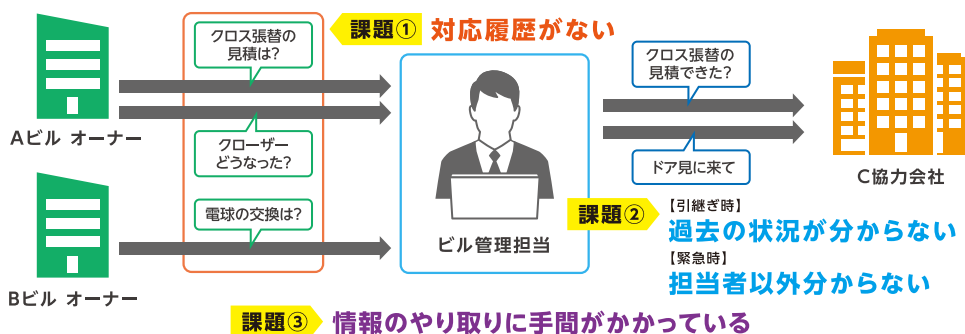 課題① 対応履歴がない
クロス張替の
見積は?
クローザー
どうなった?
Aビル オーナー
電球の交換は?
Bビル オーナー
ビル管理担当
クロス張替の
見積できた?
ドア見に来て
C協力会社
課題②
【引継ぎ時】
過去の状況が分からない
【緊急時】
担当者以外分からない
課題③ 情報のやり取りに手間がかかっている